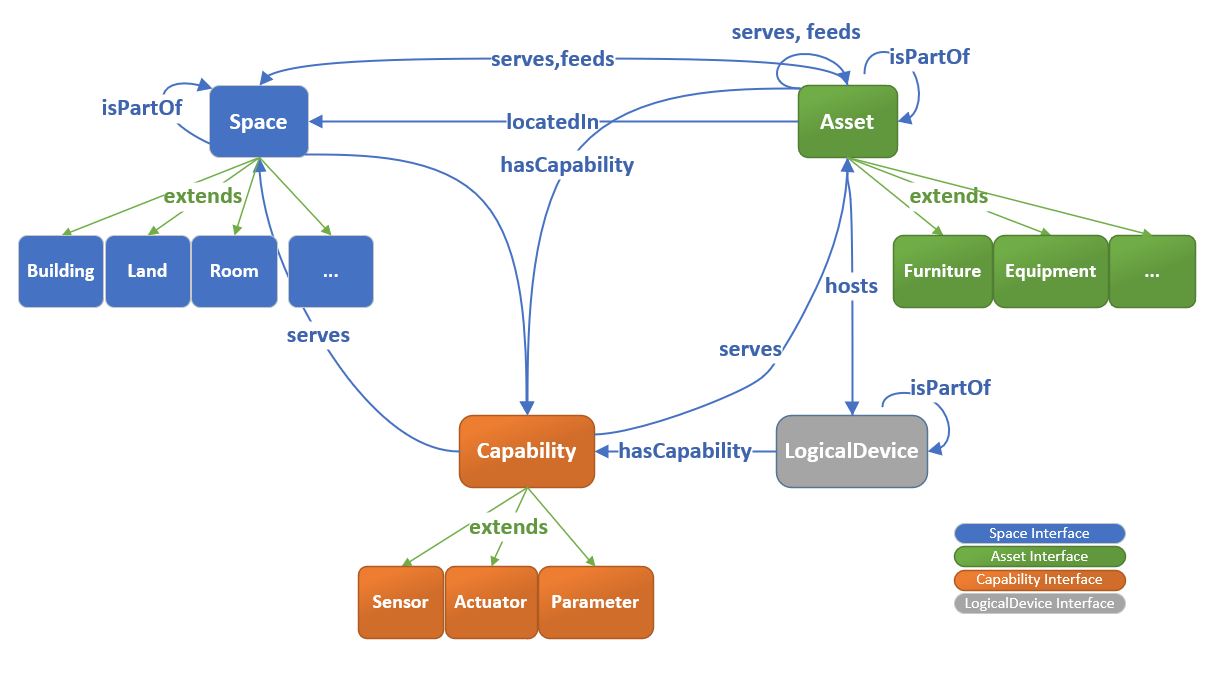 serves, feeds
serves,feeds
isPartOf
isPartOf
Space
locatedIn
Asset
hasCapability
extends
extends
Building
Land
Room
...
Furniture
Equipment
...
hosts
serves
serves
isPartOf
Capability
hasCapability
LogicalDevice
extends
Space Interface
Asset Interface
Capability Interface
LogicalDevice Interface
Sensor
Actuator
Parameter